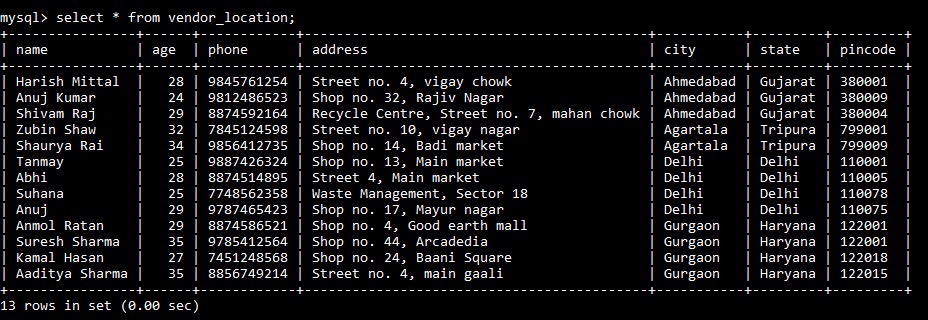 mysql> select * from vendor_location;
+----------------+------+------------+------------------------------------------+-----------+---------+---------+
| name           | age  | phone      | address                                  | city      | state   | pincode |
+----------------+------+------------+------------------------------------------+-----------+---------+---------+
| Harish Mittal  |   28 | 9845761254 | Street no. 4, vigay chowk                | Ahmedabad | Gujarat | 380001  |
| Anuj Kumar     |   24 | 9812486523 | Shop no. 32, Rajiv Nagar                 | Ahmedabad | Gujarat | 380009  |
| Shivam Raj     |   29 | 8874592164 | Recycle Centre, Street no. 7, mahan chowk | Ahmedabad | Gujarat | 380004  |
| Zubin Shaw     |   32 | 7845124598 | Street no. 10, vigay nagar               | Agartala  | Tripura | 799001  |
| Shaurya Rai    |   34 | 9856412735 | Shop no. 14, Badi market                 | Agartala  | Tripura | 799009  |
| Tanmay         |   25 | 9887426324 | Shop no. 13, Main market                 | Delhi     | Delhi   | 110001  |
| Abhi           |   28 | 8874514895 | Street 4, Main market                    | Delhi     | Delhi   | 110005  |
| Suhana         |   25 | 7748562358 | Waste Management, Sector 18              | Delhi     | Delhi   | 110078  |
| Anuj           |   29 | 9787465423 | Shop no. 17, Mayur nagar                 | Delhi     | Delhi   | 110075  |
| Anmol Ratan    |   29 | 8874586521 | Shop no. 4, Good earth mall              | Gurgaon   | Haryana | 122001  |
| Suresh Sharma  |   35 | 9785412564 | Shop no. 44, Arcadedia                   | Gurgaon   | Haryana | 122001  |
| Kamal Hasan    |   27 | 7451248568 | Shop no. 24, Baani Square                | Gurgaon   | Haryana | 122018  |
| Aaditya Sharma |   35 | 8856749214 | Street no. 4, main gaali                 | Gurgaon   | Haryana | 122015  |
+----------------+------+------------+------------------------------------------+-----------+---------+---------+
13 rows in set (0.00 sec)